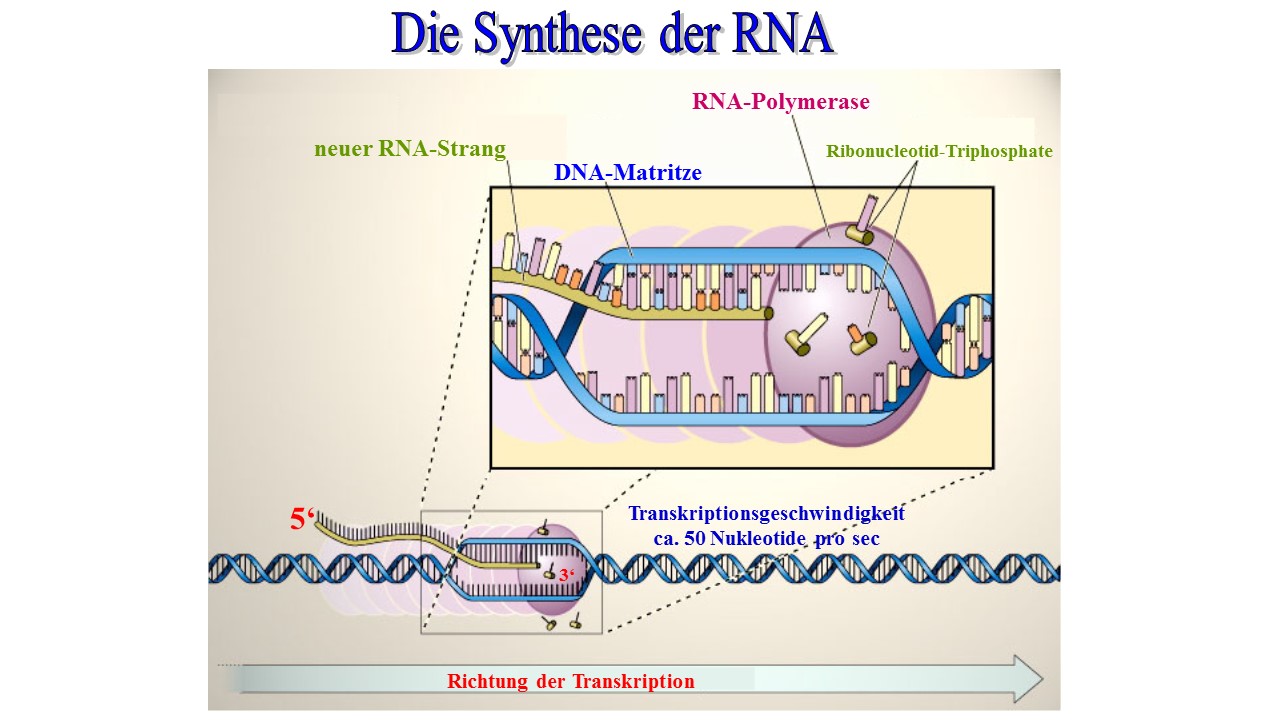 Die Synthese der RNA
RNA-Polymerase
neuer RNA-Strang
Ribonucleotid-Triphosphate
DNA-Matritze
5‘
Transkriptionsgeschwindigkeit
ca. 50 Nukleotide pro sec
3‘
Richtung der Transkription